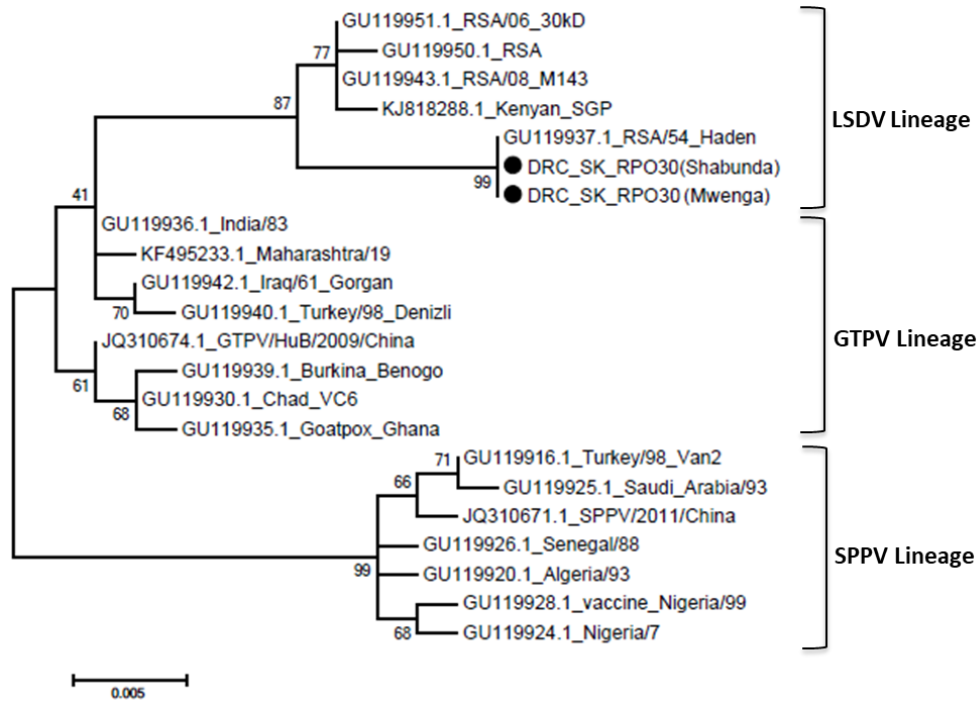 GU119951.1_RSA/06_30kD
GU119950.1_RSA
77
GU119943.1_RSA/08_M143
KJ818288.1_Kenyan_SGP
87
LSDV Lineage
GU119937.1_RSA/54_Haden
DRC_SK_RPO30(Shabunda)
99
DRC_SK_RPO30 (Mwenga)
41
GU119936.1_India/83
KF495233.1_Maharashtra/19
GU119942.1_Iraq/61_Gorgan
70
GU119940.1_Turkey/98_Denizli
GTPV Lineage
JQ310674.1_GTPV/HuB/2009/China
61
GU119939.1_Burkina_Benogo
GU119930.1_Chad_VC6
68
GU119935.1_Goatpox_Ghana
71
GU119916.1_Turkey/98_Van2
66
GU119925.1_Saudi_Arabia/93
JQ310671.1_SPPV/2011/China
GU119926.1_Senegal/88
SPPV Lineage
99
GU119920.1_Algeria/93
GU119928.1_vaccine_Nigeria/99
68
GU119924.1_Nigeria/7
0.005